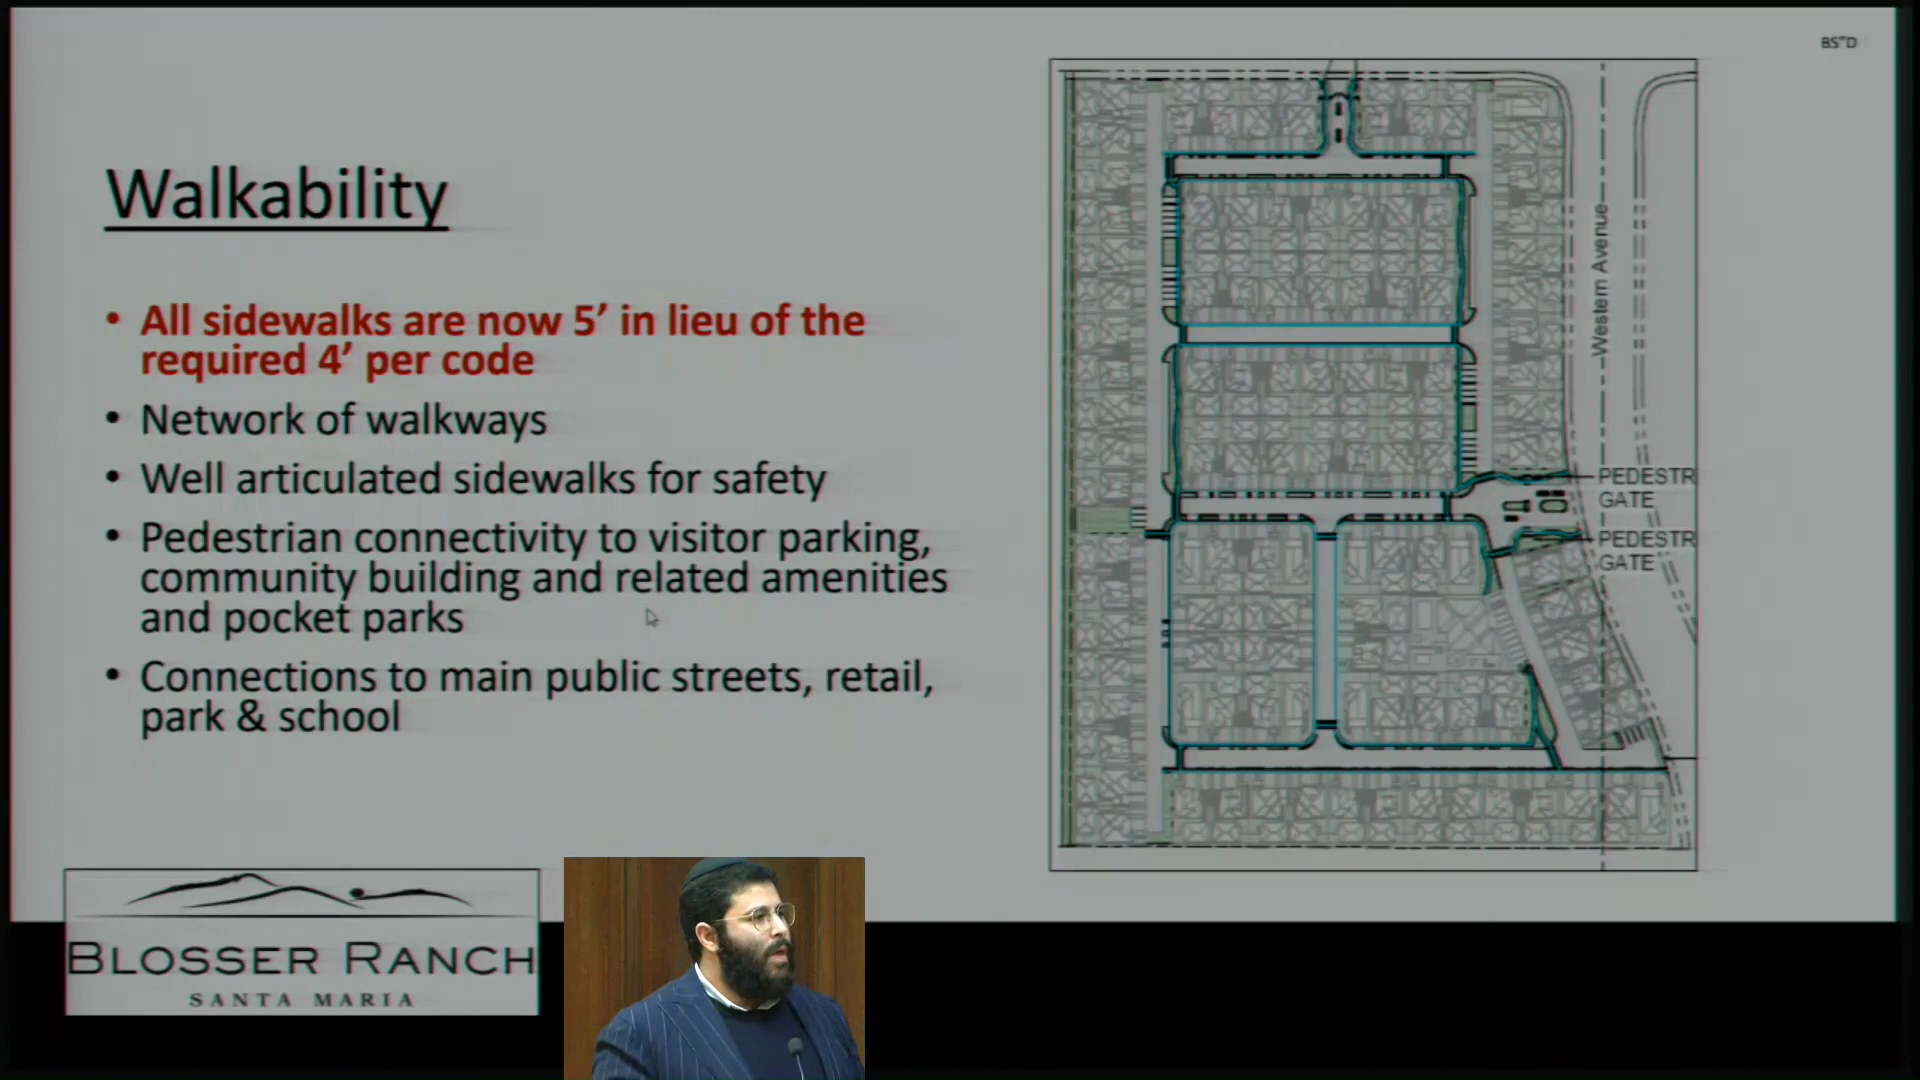 BS"D
Walkability
• All sidewalks are now 5’ in lieu of the
required 4’ per code
• Network of walkways
• Well articulated sidewalks for safety
• Pedestrian connectivity to visitor parking,
community building and related amenities
and pocket parks
• Connections to main public streets, retail,
park & school
Western Avenue
PEDESTR
GATE
PEDESTR
GATE
BLOSSER RANCH
SANTA MARIA